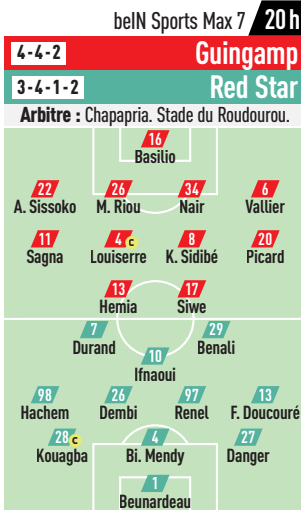 beIN Sports Max 7 20 h
4-4-2 Guingamp
3-4-1-2 Red Star
Arbitre : Chapapria. Stade du Roudourou.
16
Basilio
22 26 34 6
A. Sissoko M. Riou Nair Vallier
11 4 c 8 20
Sagna Louiserre K. Sidibé Picard
13 17
Hemia Siwe
7 29
Durand Benali
10
Ifnaoui
98 26 97 13
Hachem Dembi Renel F. Doucouré
28 c 4 27
Kouagba Bi. Mendy Danger
1
Beunardeau